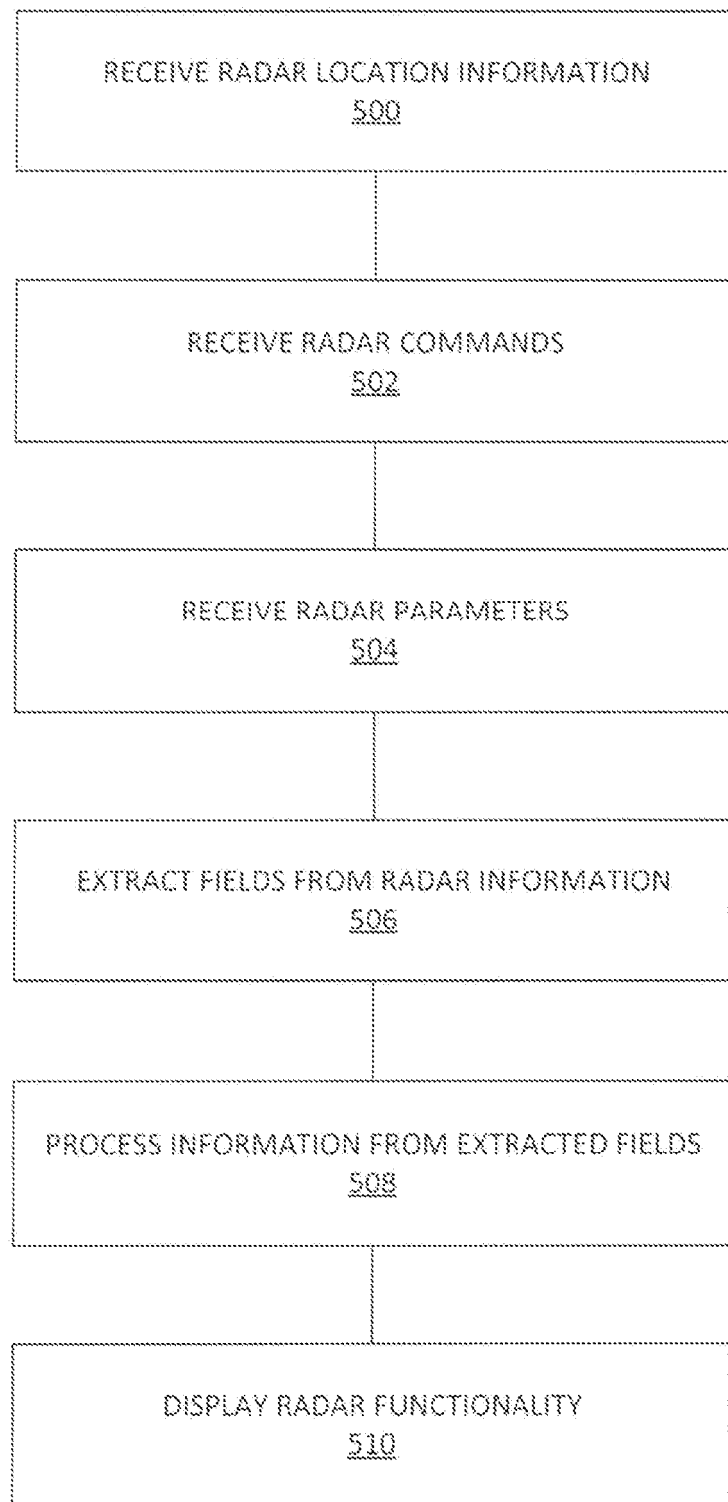 RECEIVE RADAR LOCATION INFORMATION
500
RECEIVE RADAR COMMANDS
502
RECEIVE RADAR PARAMETERS
504
EXTRACT FIELDS FROM RADAR INFORMATION
506
PROCESS INFORMATION FROM EXTRACTED FIELDS
508
DISPLAY RADAR FUNCTIONALITY
510